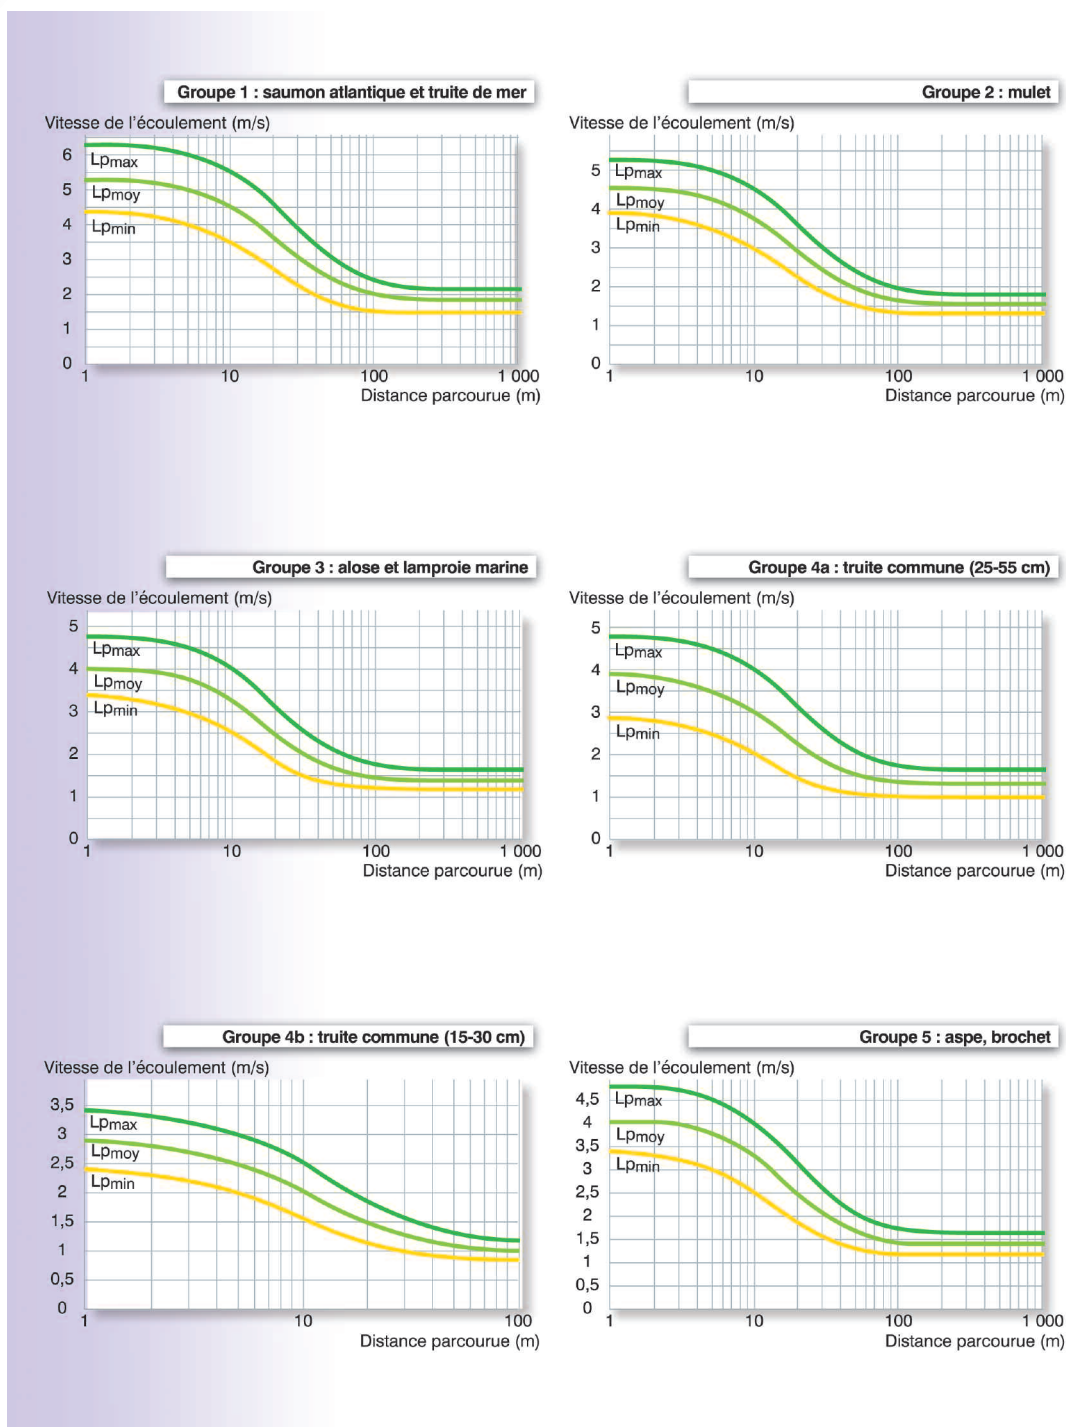 Groupe 1 : saumon atlantique et truite de mer
Vitesse de l'écoulement (m/s)
6
5
4
3
2
1
0
Lpmax
Lpmoy
Lpmin
1 10 100 1 000
Distance parcourue (m)
Groupe 2 : mulet
Vitesse de l'écoulement (m/s)
5
4
3
2
1
0
Lpmax
Lpmoy
Lpmin
1 10 100 1 000
Distance parcourue (m)
Groupe 3 : alose et lamproie marine
Vitesse de l'écoulement (m/s)
5
4
3
2
1
0
Lpmax
Lpmoy
Lpmin
1 10 100 1 000
Distance parcourue (m)
Groupe 4a : truite commune (25-55 cm)
Vitesse de l'écoulement (m/s)
5
4
3
2
1
0
Lpmax
Lpmoy
Lpmin
1 10 100 1 000
Distance parcourue (m)
Groupe 4b : truite commune (15-30 cm)
Vitesse de l'écoulement (m/s)
3,5
3
2,5
2
1,5
1
0,5
0
Lpmax
Lpmoy
Lpmin
1 10 100
Distance parcourue (m)
Groupe 5 : aspe, brochet
Vitesse de l'écoulement (m/s)
4,5
4
3,5
3
2,5
2
1,5
1
0,5
0
Lpmax
Lpmoy
Lpmin
1 10 100 1 000
Distance parcourue (m)